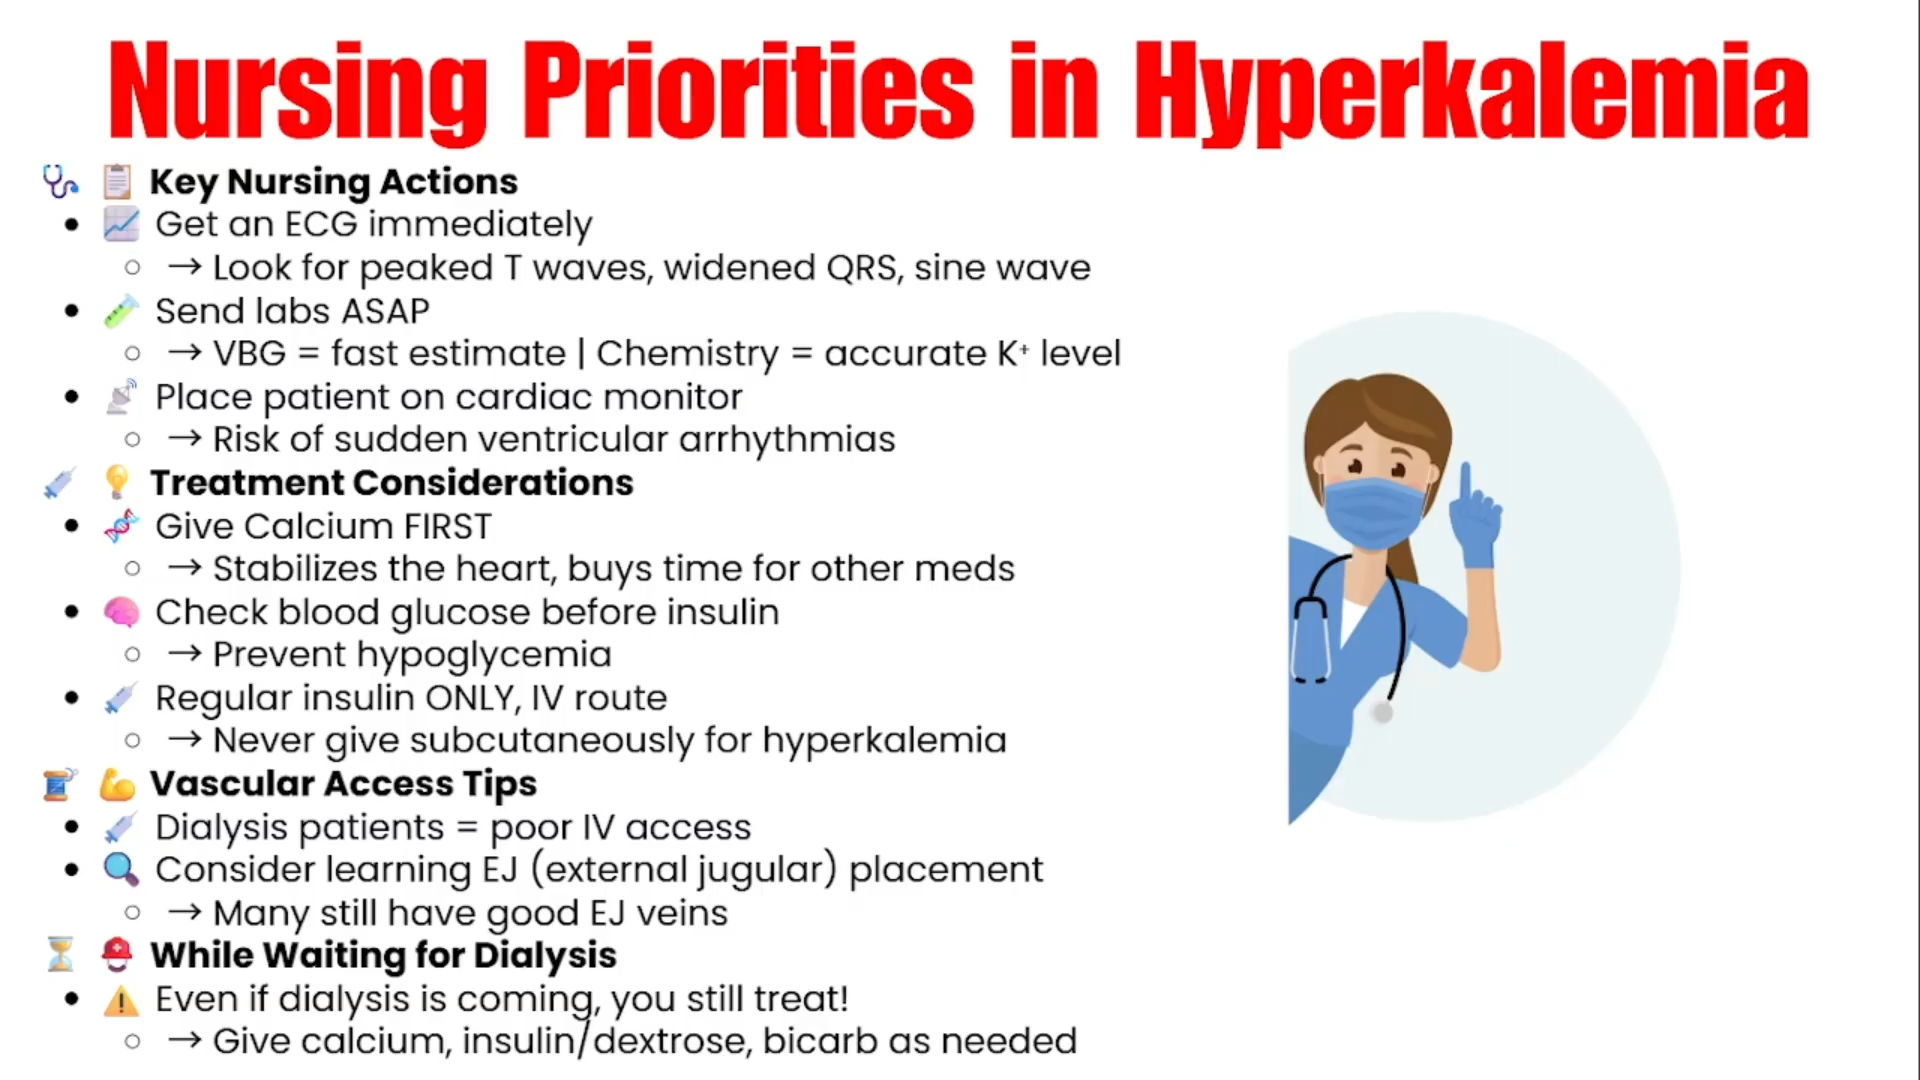 Nursing Priorities in Hyperkalemia
🩺 📋 Key Nursing Actions
• 📈 Get an ECG immediately
○ → Look for peaked T waves, widened QRS, sine wave
• 🧪 Send labs ASAP
○ → VBG = fast estimate | Chemistry = accurate K⁺ level
• 📡 Place patient on cardiac monitor
○ → Risk of sudden ventricular arrhythmias
💉 💡 Treatment Considerations
• 🧬 Give Calcium FIRST
○ → Stabilizes the heart, buys time for other meds
• 🧠 Check blood glucose before insulin
○ → Prevent hypoglycemia
• 💉 Regular insulin ONLY, IV route
○ → Never give subcutaneously for hyperkalemia
🧵 💪 Vascular Access Tips
• 💉 Dialysis patients = poor IV access
• 🔍 Consider learning EJ (external jugular) placement
○ → Many still have good EJ veins
⏳ ⛑️ While Waiting for Dialysis
• ⚠️ Even if dialysis is coming, you still treat!
○ → Give calcium, insulin/dextrose, bicarb as needed